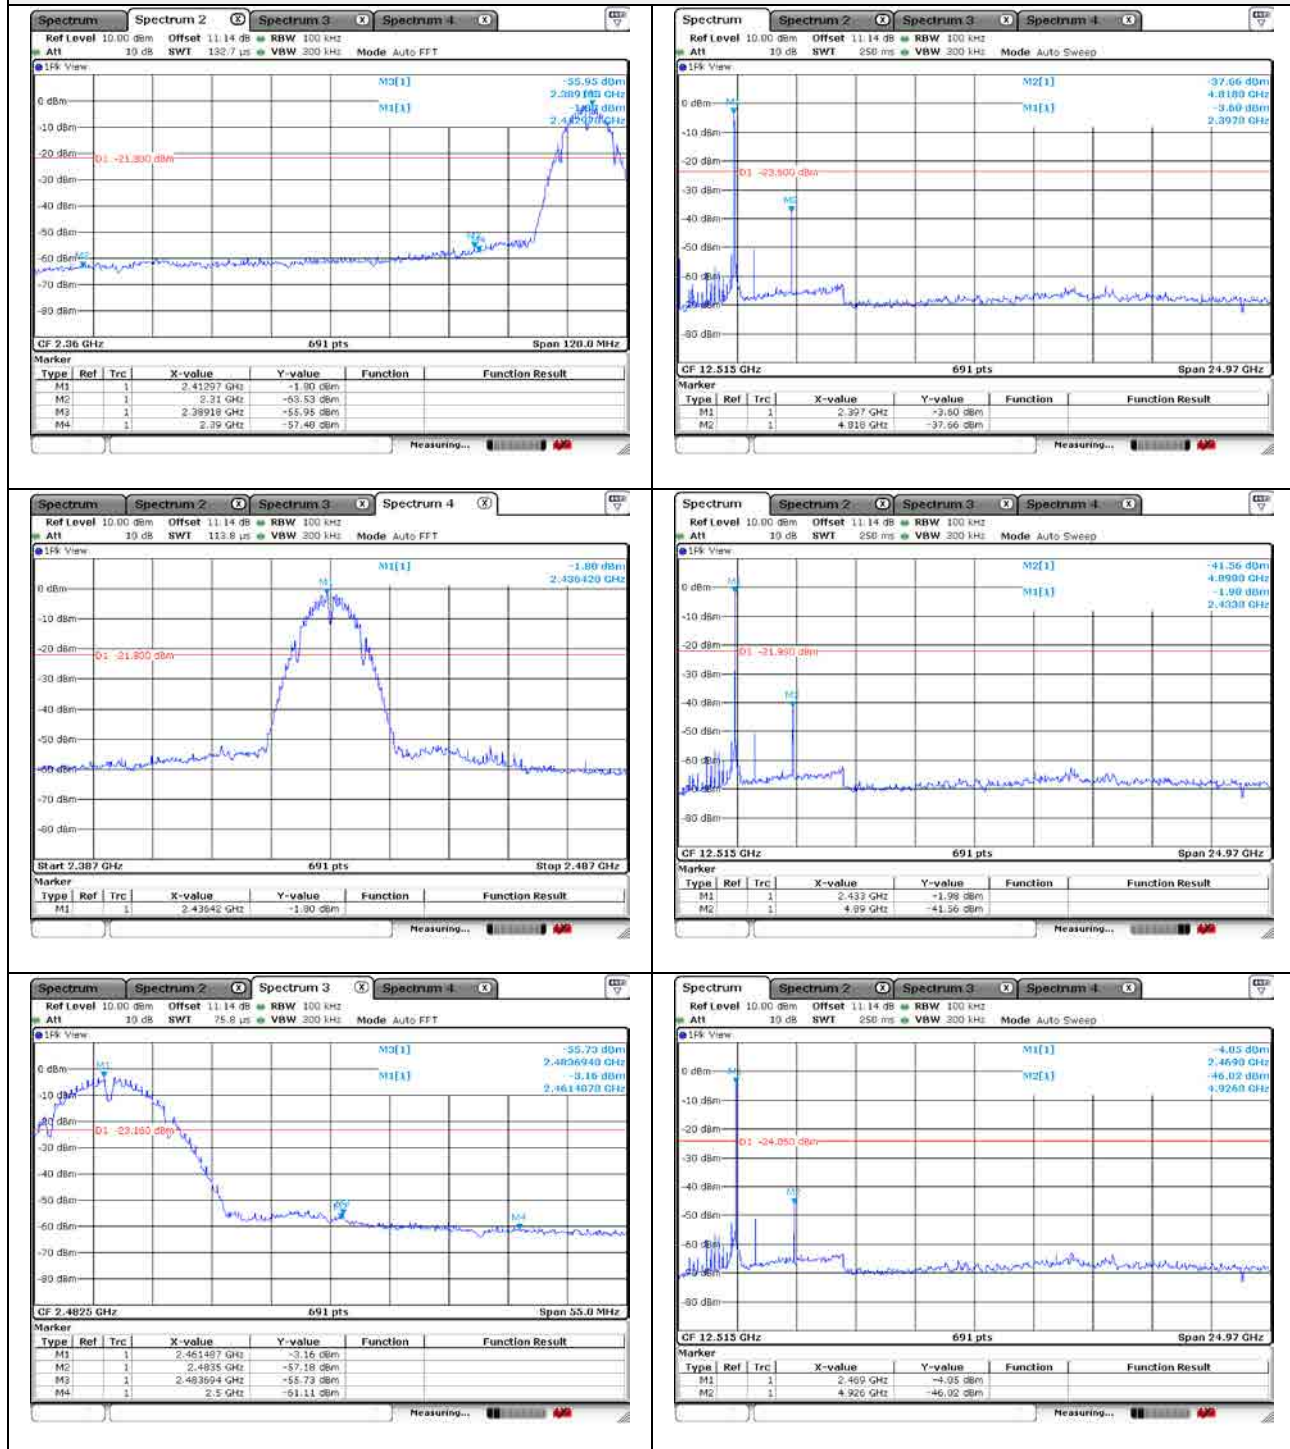 Spectrum Spectrum 2 X Spectrum 3 X Spectrum 4 X
Ref Level 10.00 dBm Offset 11.14 dB RBW 100 kHz
Att 10 dB SWT 132.7 µs VBW 300 kHz Mode Auto FFT
1Pk View
M3[1] -55.95 dBm
GHz
M1[1] dBm
GHz
0 dBm
-10 dBm
-20 dBm
D1 -21.800 dBm
-30 dBm
-40 dBm
-50 dBm
-60 dBm
-70 dBm
-80 dBm
CF 2.36 GHz 691 pts Span 120.0 MHz
Marker
Type Ref Trc X-value Y-value Function Function Result
M1 1 2.41297 GHz -1.80 dBm
M2 1 2.31 GHz -63.53 dBm
M3 1 2.38918 GHz -55.95 dBm
M4 1 2.39 GHz -57.48 dBm
Measuring...
Spectrum Spectrum 2 X Spectrum 3 X Spectrum 4 X
Ref Level 10.00 dBm Offset 11.14 dB RBW 100 kHz
Att 10 dB SWT 250 ms VBW 300 kHz Mode Auto Sweep
1Pk View
M2[1] -37.66 dBm
4.8180 GHz
M1[1] -3.60 dBm
2.3970 GHz
0 dBm
-10 dBm
-20 dBm
D1 -23.600 dBm
-30 dBm
M2
-40 dBm
-50 dBm
-60 dBm
-80 dBm
CF 12.515 GHz 691 pts Span 24.97 GHz
Marker
Type Ref Trc X-value Y-value Function Function Result
M1 1 2.397 GHz -3.60 dBm
M2 1 4.818 GHz -37.66 dBm
Measuring...
Spectrum Spectrum 2 X Spectrum 3 X Spectrum 4 X
Ref Level 10.00 dBm Offset 11.14 dB RBW 100 kHz
Att 10 dB SWT 113.8 µs VBW 300 kHz Mode Auto FFT
1Pk View
M1[1] -1.80 dBm
2.436420 GHz
0 dBm
-10 dBm
-20 dBm
D1 -21.800 dBm
-30 dBm
-40 dBm
-50 dBm
-60 dBm
-70 dBm
-80 dBm
Start 2.387 GHz 691 pts Stop 2.487 GHz
Marker
Type Ref Trc X-value Y-value Function Function Result
M1 1 2.43642 GHz -1.80 dBm
Measuring...
Spectrum Spectrum 2 X Spectrum 3 X Spectrum 4 X
Ref Level 10.00 dBm Offset 11.14 dB RBW 100 kHz
Att 10 dB SWT 250 ms VBW 300 kHz Mode Auto Sweep
1Pk View
M2[1] -41.56 dBm
4.8900 GHz
M1[1] -1.98 dBm
2.4330 GHz
0 dBm
-10 dBm
-20 dBm
D1 -21.980 dBm
-30 dBm
-40 dBm
-50 dBm
-60 dBm
-80 dBm
CF 12.515 GHz 691 pts Span 24.97 GHz
Marker
Type Ref Trc X-value Y-value Function Function Result
M1 1 2.433 GHz -1.98 dBm
M2 1 4.89 GHz -41.56 dBm
Measuring...
Spectrum Spectrum 2 X Spectrum 3 X Spectrum 4 X
Ref Level 10.00 dBm Offset 11.14 dB RBW 100 kHz
Att 10 dB SWT 75.8 µs VBW 300 kHz Mode Auto FFT
1Pk View
M3[1] -55.73 dBm
2.4836940 GHz
M1[1] -3.16 dBm
2.4614870 GHz
M1
0 dBm
-10 dBm
-20 dBm
D1 -23.160 dBm
-30 dBm
-40 dBm
-50 dBm
M4
-60 dBm
-70 dBm
-80 dBm
CF 2.4825 GHz 691 pts Span 55.0 MHz
Marker
Type Ref Trc X-value Y-value Function Function Result
M1 1 2.461487 GHz -3.16 dBm
M2 1 2.4835 GHz -57.18 dBm
M3 1 2.483694 GHz -55.73 dBm
M4 1 2.5 GHz -61.11 dBm
Measuring...
Spectrum Spectrum 2 X Spectrum 3 X Spectrum 4 X
Ref Level 10.00 dBm Offset 11.14 dB RBW 100 kHz
Att 10 dB SWT 250 ms VBW 300 kHz Mode Auto Sweep
1Pk View
M1[1] -4.05 dBm
2.4690 GHz
M2[1] -46.02 dBm
4.9260 GHz
0 dBm
-10 dBm
-20 dBm
D1 -24.050 dBm
-30 dBm
-40 dBm
-50 dBm
-60 dBm
-80 dBm
CF 12.515 GHz 691 pts Span 24.97 GHz
Marker
Type Ref Trc X-value Y-value Function Function Result
M1 1 2.469 GHz -4.05 dBm
M2 1 4.926 GHz -46.02 dBm
Measuring...